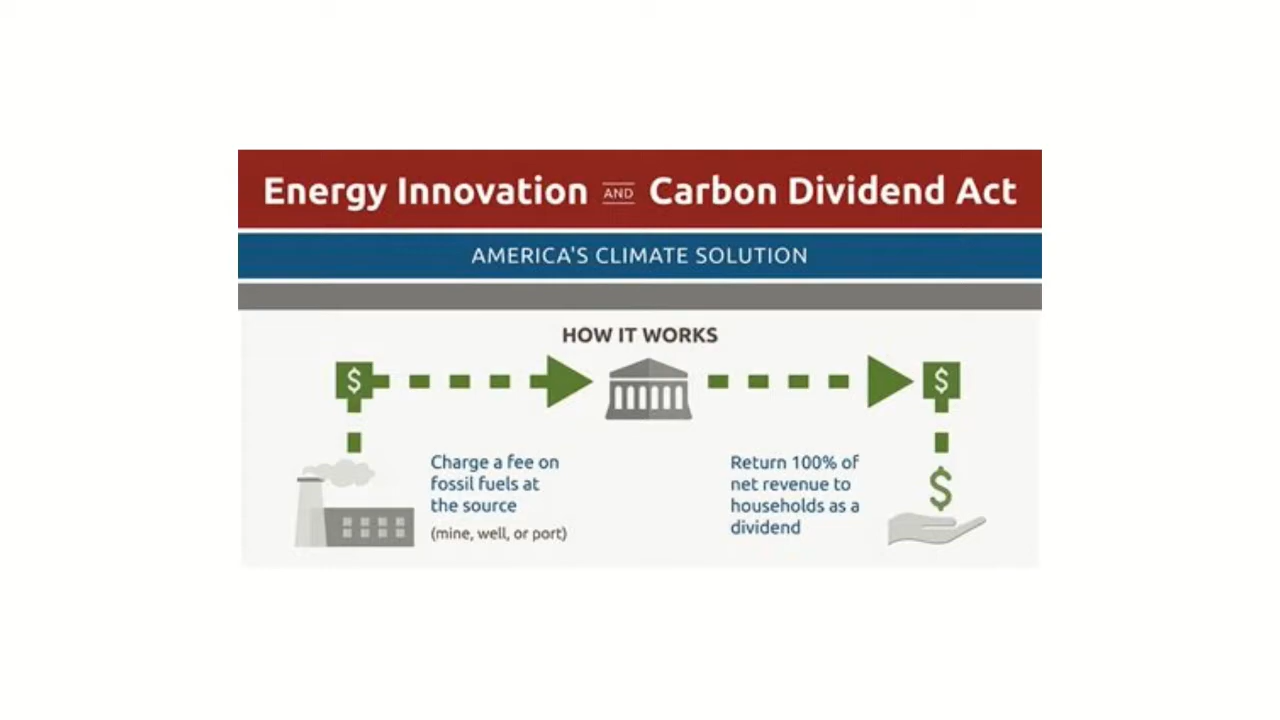 Energy Innovation AND Carbon Dividend Act
AMERICA'S CLIMATE SOLUTION
HOW IT WORKS
$
$
Charge a fee on
fossil fuels at
the source
(mine, well, or port)
Return 100% of
net revenue to
households as a
dividend
$